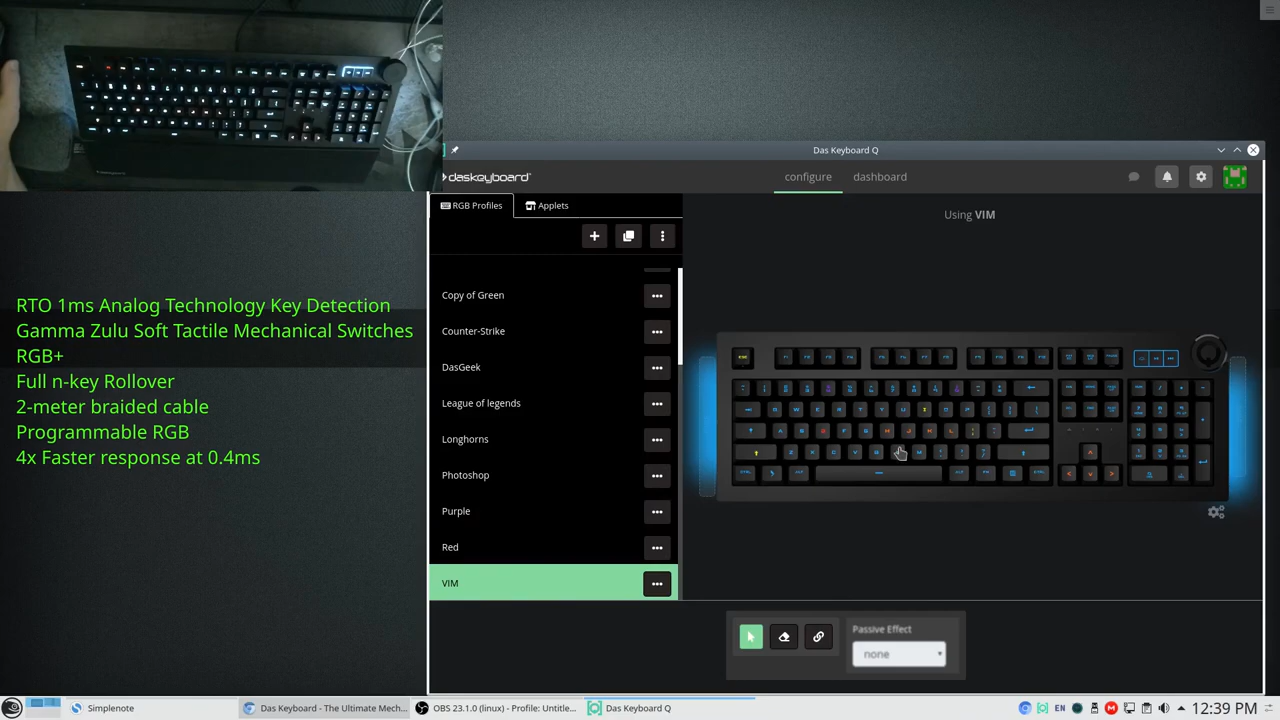 Das Keyboard Q
daskeyboard
configure
dashboard
RGB Profiles
Applets
Using VIM
Copy of Green
Counter-Strike
DasGeek
League of legends
Longhorns
Photoshop
Purple
Red
VIM
RTO 1ms Analog Technology Key Detection
Gamma Zulu Soft Tactile Mechanical Switches
RGB+
Full n-key Rollover
2-meter braided cable
Programmable RGB
4x Faster response at 0.4ms
Passive Effect
none
Simplenote
Das Keyboard - The Ultimate Mech...
OBS 23.1.0 (linux) - Profile: Untitle...
Das Keyboard Q
EN
12:39 PM